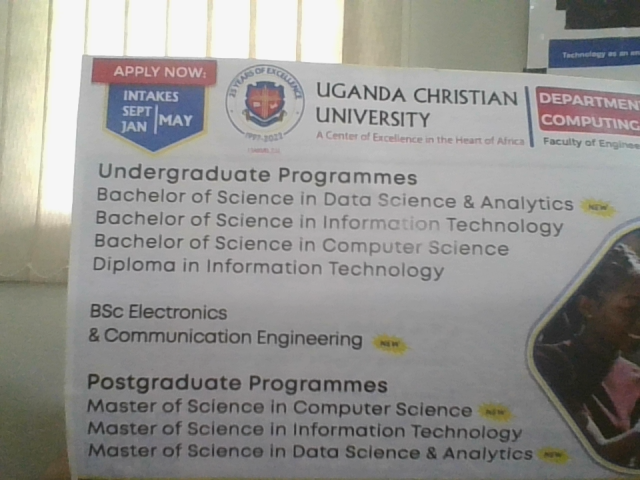 Technology as an
APPLY NOW:
INTAKES
SEPT
JAN | MAY
25 YEARS OF EXCELLENCE
1997-2022
UGANDA CHRISTIAN
UNIVERSITY
A Center of Excellence in the Heart of Africa
DEPARTMEN
COMPUTING
Faculty of Enginee
Undergraduate Programmes
Bachelor of Science in Data Science & Analytics NEW
Bachelor of Science in Information Technology
Bachelor of Science in Computer Science
Diploma in Information Technology
BSc Electronics
& Communication Engineering NEW
Postgraduate Programmes
Master of Science in Computer Science NEW
Master of Science in Information Technology
Master of Science in Data Science & Analytics NEW